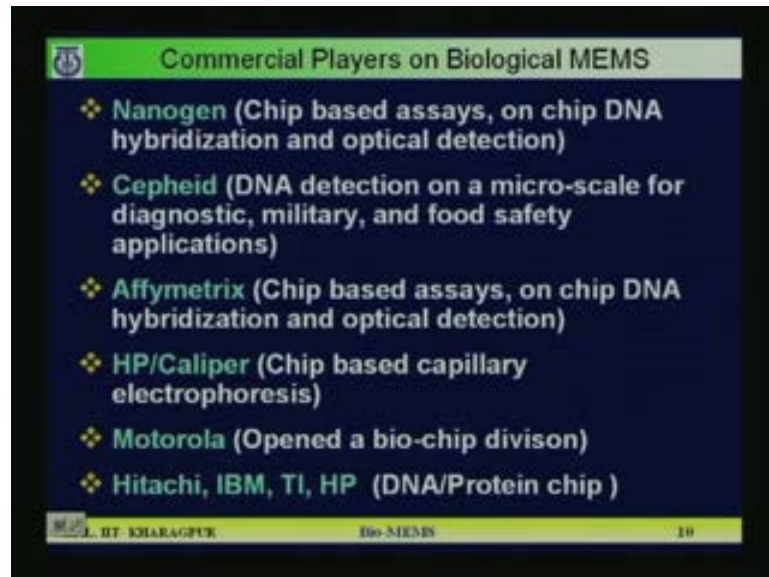 Commercial Players on Biological MEMS
❖ Nanogen (Chip based assays, on chip DNA
hybridization and optical detection)
❖ Cepheid (DNA detection on a micro-scale for
diagnostic, military, and food safety
applications)
❖ Affymetrix (Chip based assays, on chip DNA
hybridization and optical detection)
❖ HP/Caliper (Chip based capillary
electrophoresis)
❖ Motorola (Opened a bio-chip divison)
❖ Hitachi, IBM, TI, HP (DNA/Protein chip )
IIT- KHARAGPUR Bio-MEMS 10